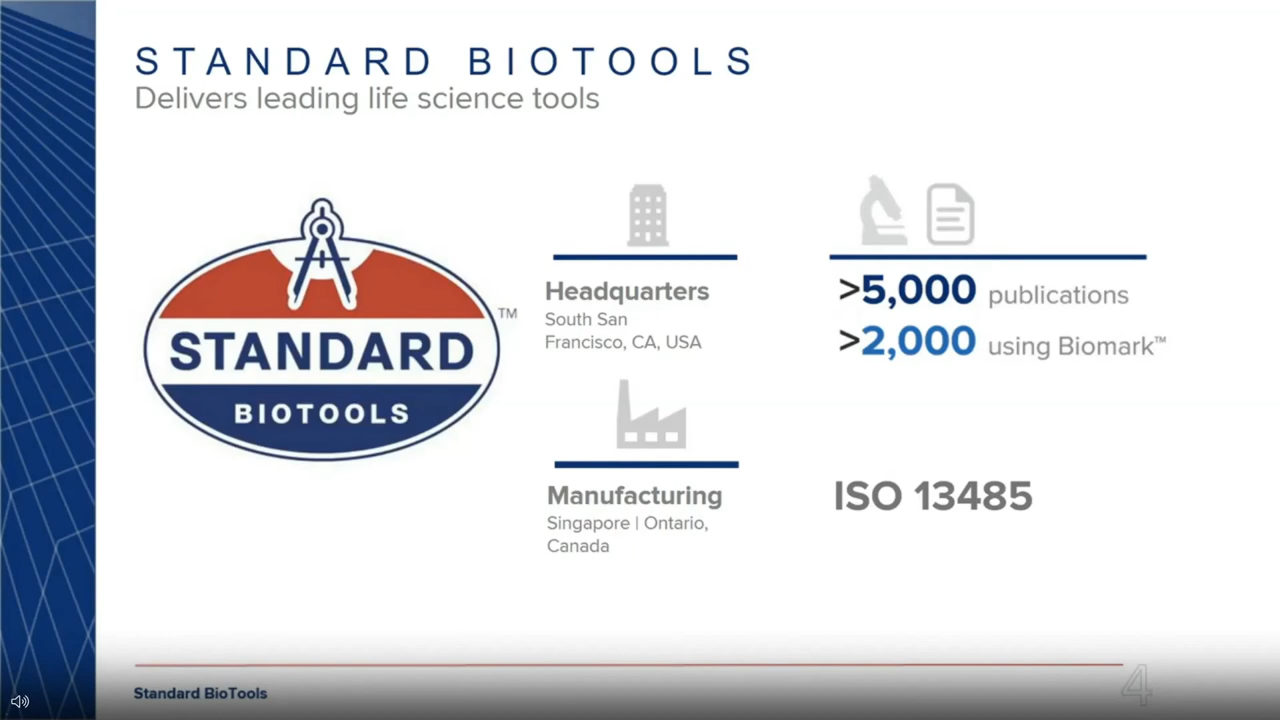 STANDARD BIOTOOLS
Delivers leading life science tools
STANDARD
BIOTOOLS
TM
Headquarters
South San
Francisco, CA, USA
>5,000 publications
>2,000 using Biomark™
Manufacturing
Singapore | Ontario,
Canada
ISO 13485
Standard BioTools
4